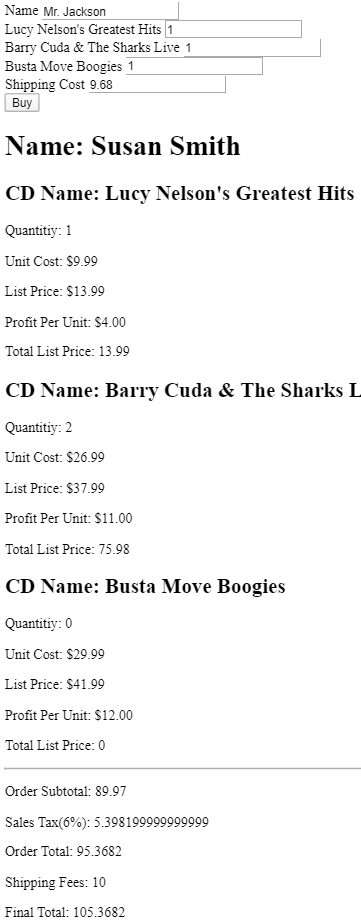 Name Mr. Jackson
Lucy Nelson's Greatest Hits 1
Barry Cuda & The Sharks Live 1
Busta Move Boogies 1
Shipping Cost 9.68
Buy
Name: Susan Smith
CD Name: Lucy Nelson's Greatest Hits
Quantitiy: 1
Unit Cost: $9.99
List Price: $13.99
Profit Per Unit: $4.00
Total List Price: 13.99
CD Name: Barry Cuda & The Sharks L
Quantitiy: 2
Unit Cost: $26.99
List Price: $37.99
Profit Per Unit: $11.00
Total List Price: 75.98
CD Name: Busta Move Boogies
Quantitiy: 0
Unit Cost: $29.99
List Price: $41.99
Profit Per Unit: $12.00
Total List Price: 0
Order Subtotal: 89.97
Sales Tax(6%): 5.398199999999999
Order Total: 95.3682
Shipping Fees: 10
Final Total: 105.3682